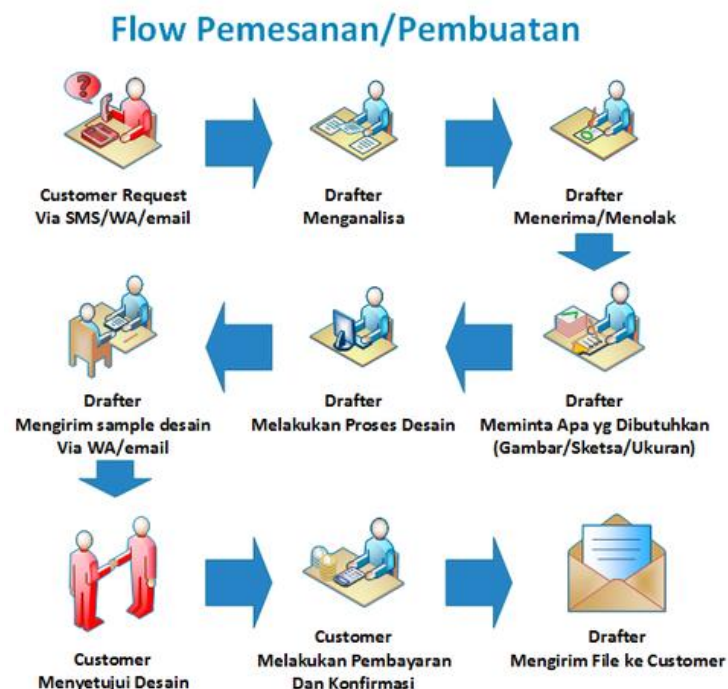 Flow Pemesanan/Pembuatan
Customer Request
Via SMS/WA/email
Drafter
Menganalisa
Drafter
Menerima/Menolak
Drafter
Meminta Apa yg Dibutuhkan
(Gambar/Sketsa/Ukuran)
Drafter
Melakukan Proses Desain
Drafter
Mengirim sample desain
Via WA/email
Customer
Menyetujui Desain
Customer
Melakukan Pembayaran
Dan Konfirmasi
Drafter
Mengirim File ke Customer